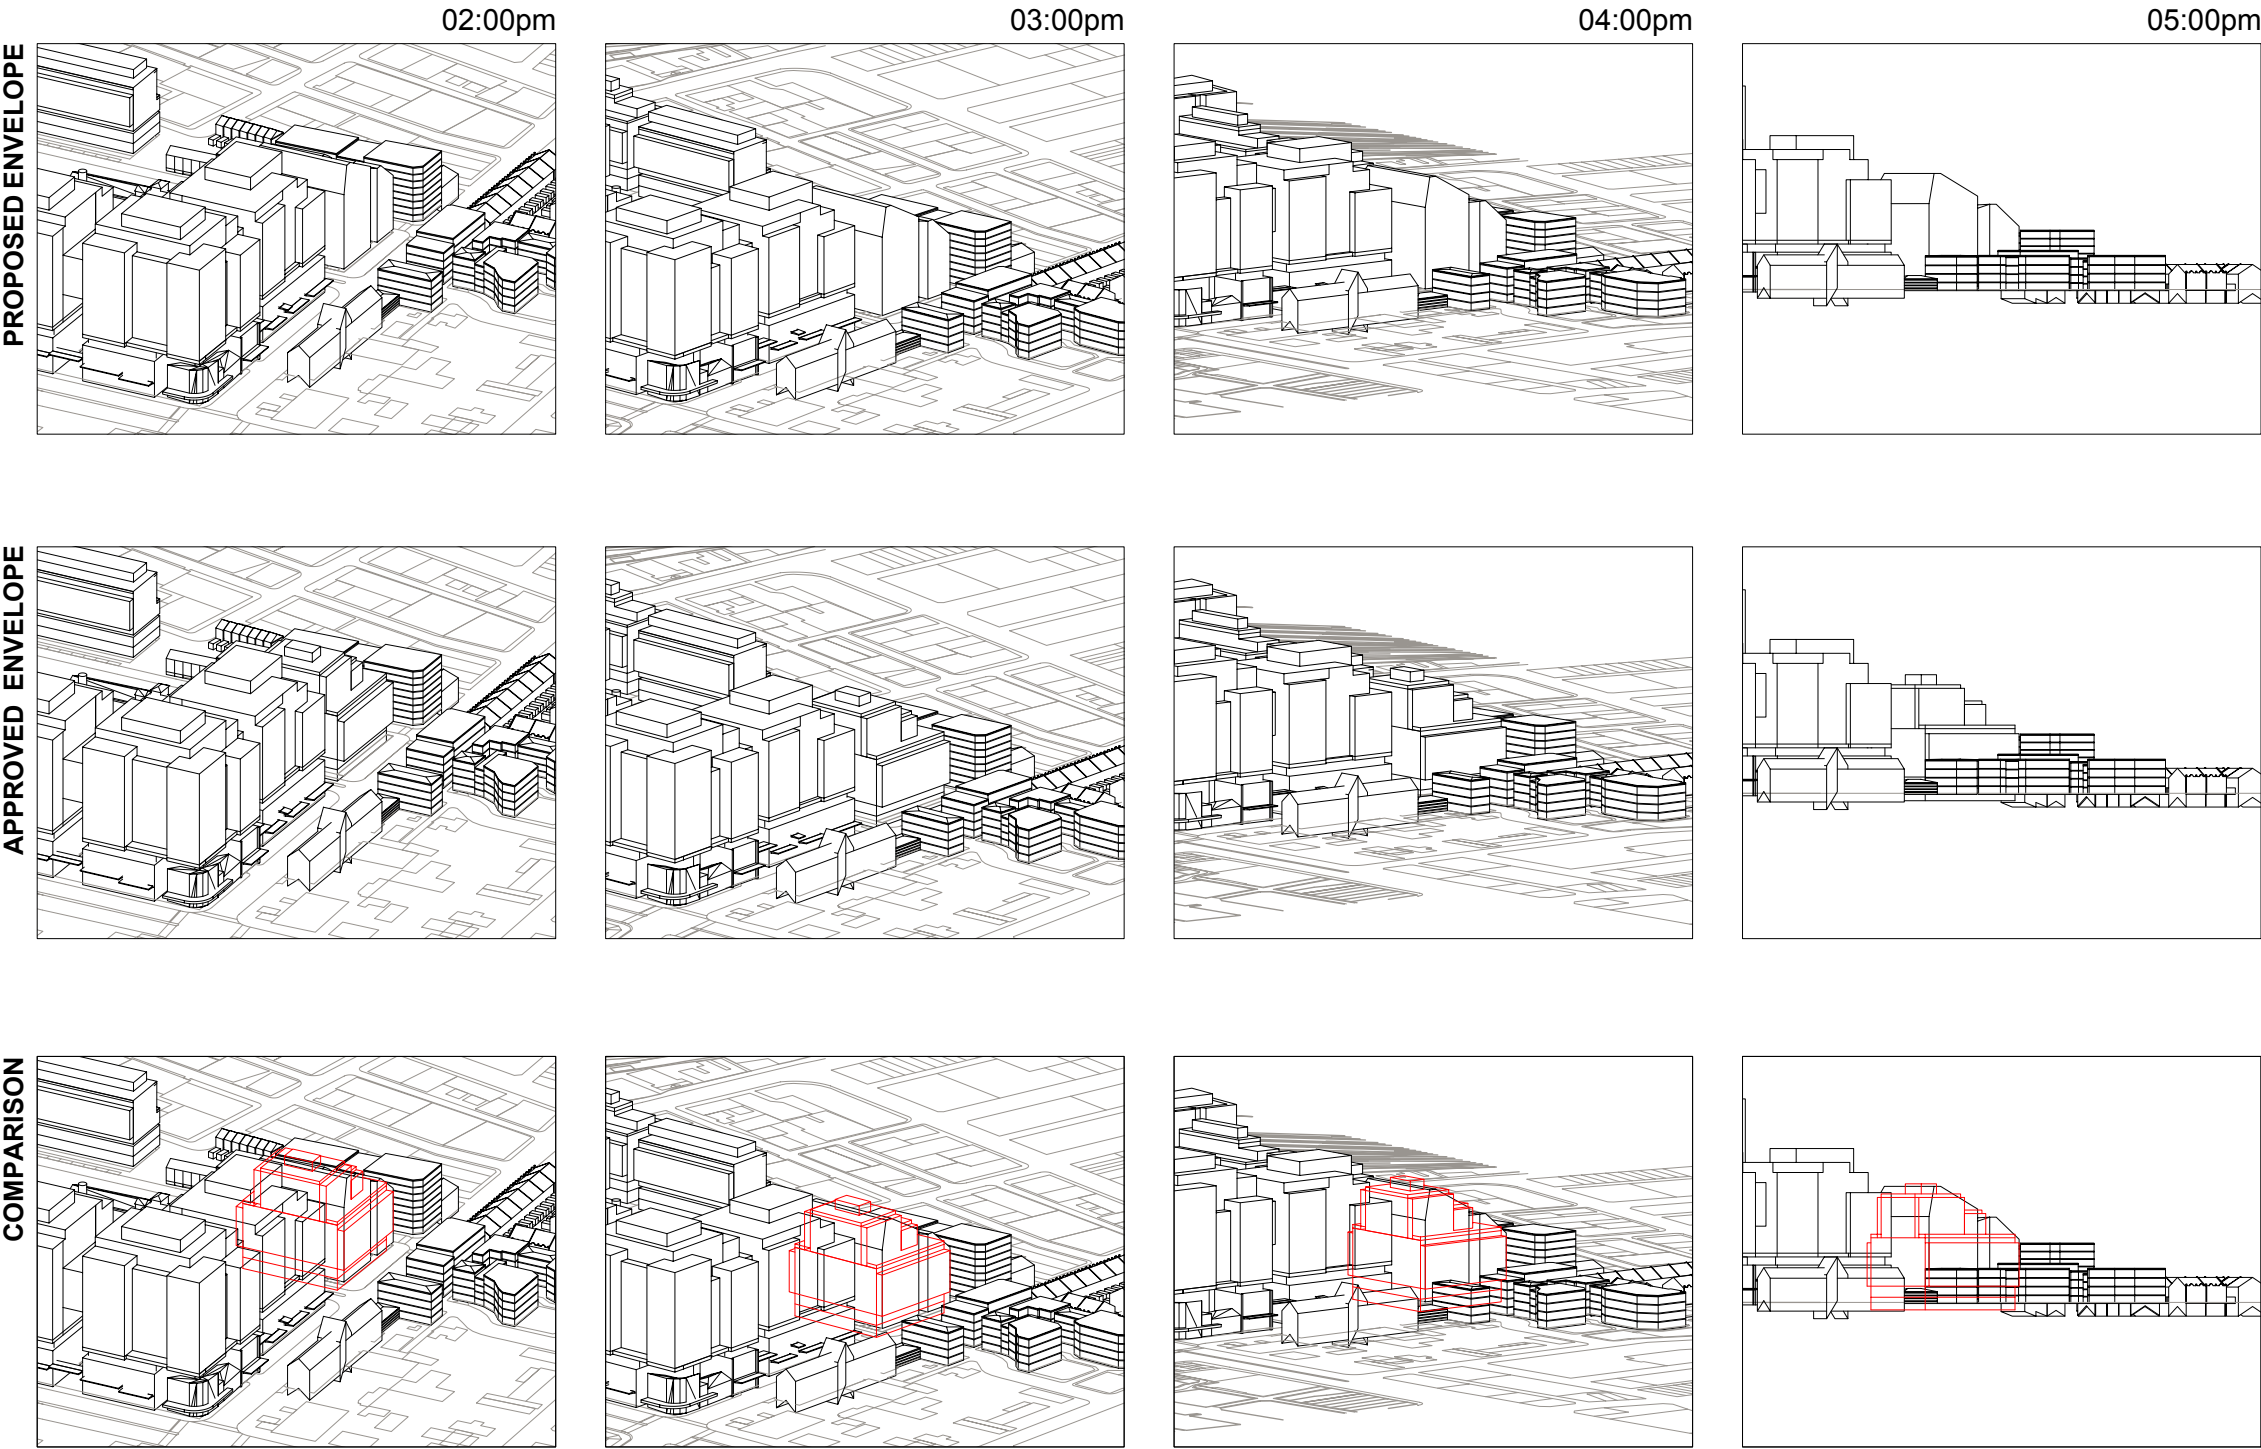 02:00pm
03:00pm
04:00pm
05:00pm
PROPOSED ENVELOPE
APPROVED ENVELOPE
COMPARISON